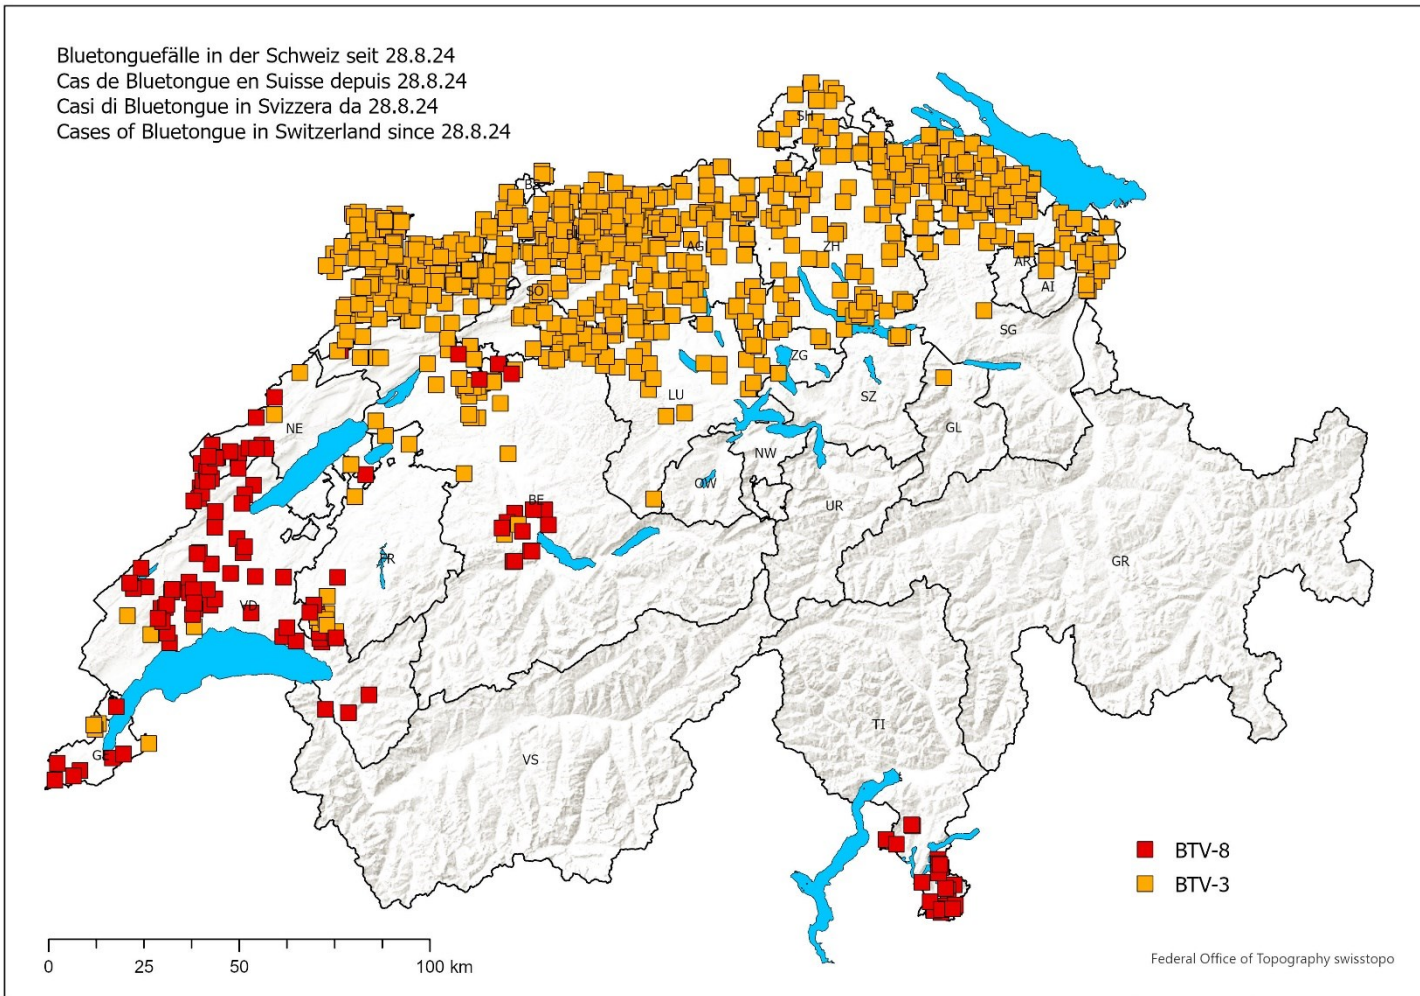 Bluetonguefälle in der Schweiz seit 28.8.24
Cas de Bluetongue en Suisse depuis 28.8.24
Casi di Bluetongue in Svizzera da 28.8.24
Cases of Bluetongue in Switzerland since 28.8.24
SH
TG
ZH
AG
JU
SO
AR
AI
SG
ZG
LU
SZ
NE
GL
NW
OW
BE
UR
FR
GR
VD
TI
GE
VS
BTV-8
BTV-3
0 25 50 100 km
Federal Office of Topography swisstopo